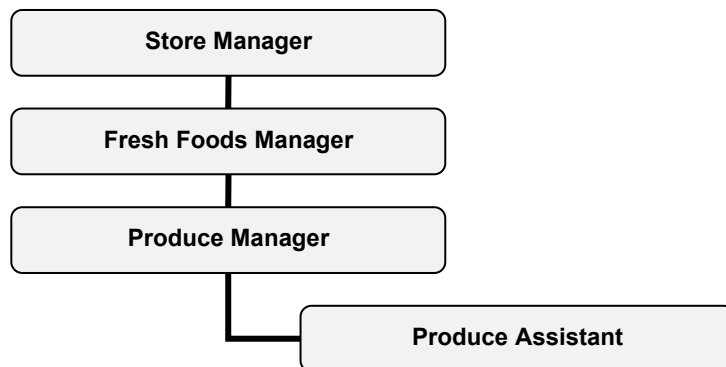 Store Manager
Fresh Foods Manager
Produce Manager
Produce Assistant